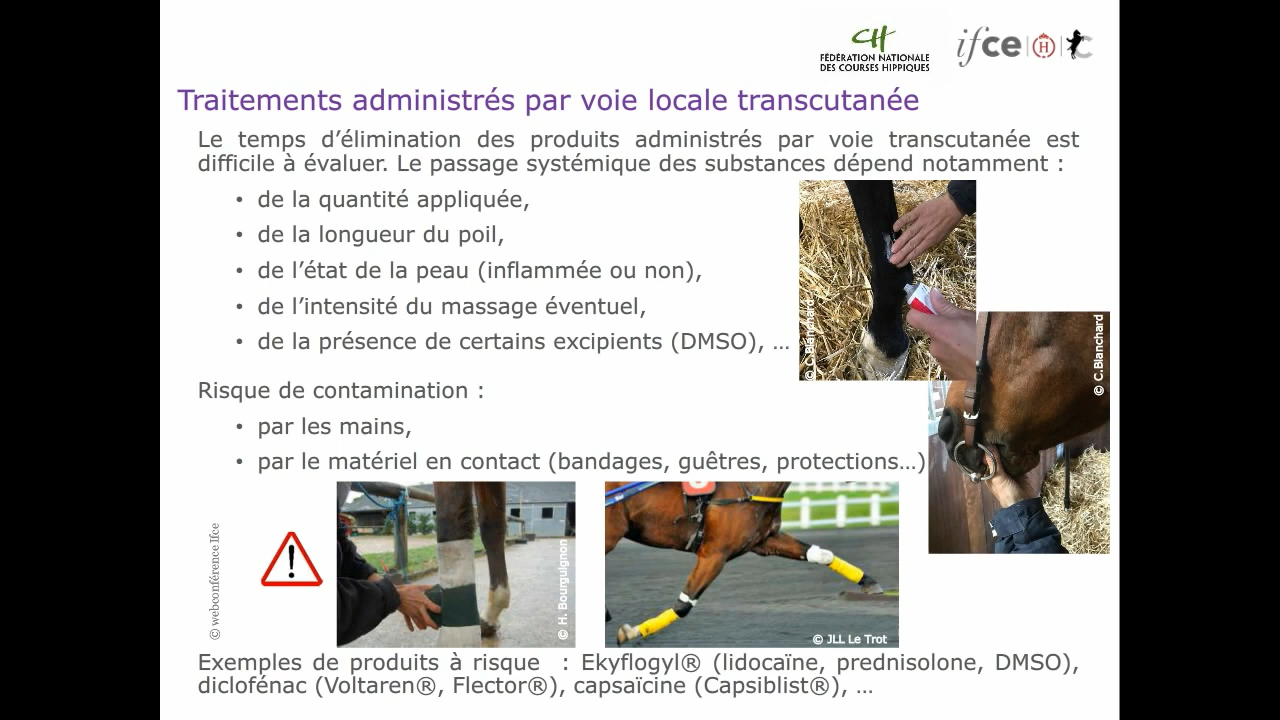 CH
FÉDÉRATION NATIONALE
DES COURSES HIPPIQUES
ifce
H
Traitements administrés par voie locale transcutanée
Le temps d’élimination des produits administrés par voie transcutanée est
difficile à évaluer. Le passage systémique des substances dépend notamment :
• de la quantité appliquée,
• de la longueur du poil,
• de l’état de la peau (inflammée ou non),
• de l’intensité du massage éventuel,
• de la présence de certains excipients (DMSO), …
© C.Blanchard
© C.Blanchard
Risque de contamination :
• par les mains,
• par le matériel en contact (bandages, guêtres, protections…)
© webconférence Ifce
!
© H. Bourguignon
© JLL Le Trot
Exemples de produits à risque : Ekyflogyl® (lidocaïne, prednisolone, DMSO),
diclofénac (Voltaren®, Flector®), capsaïcine (Capsiblist®), …